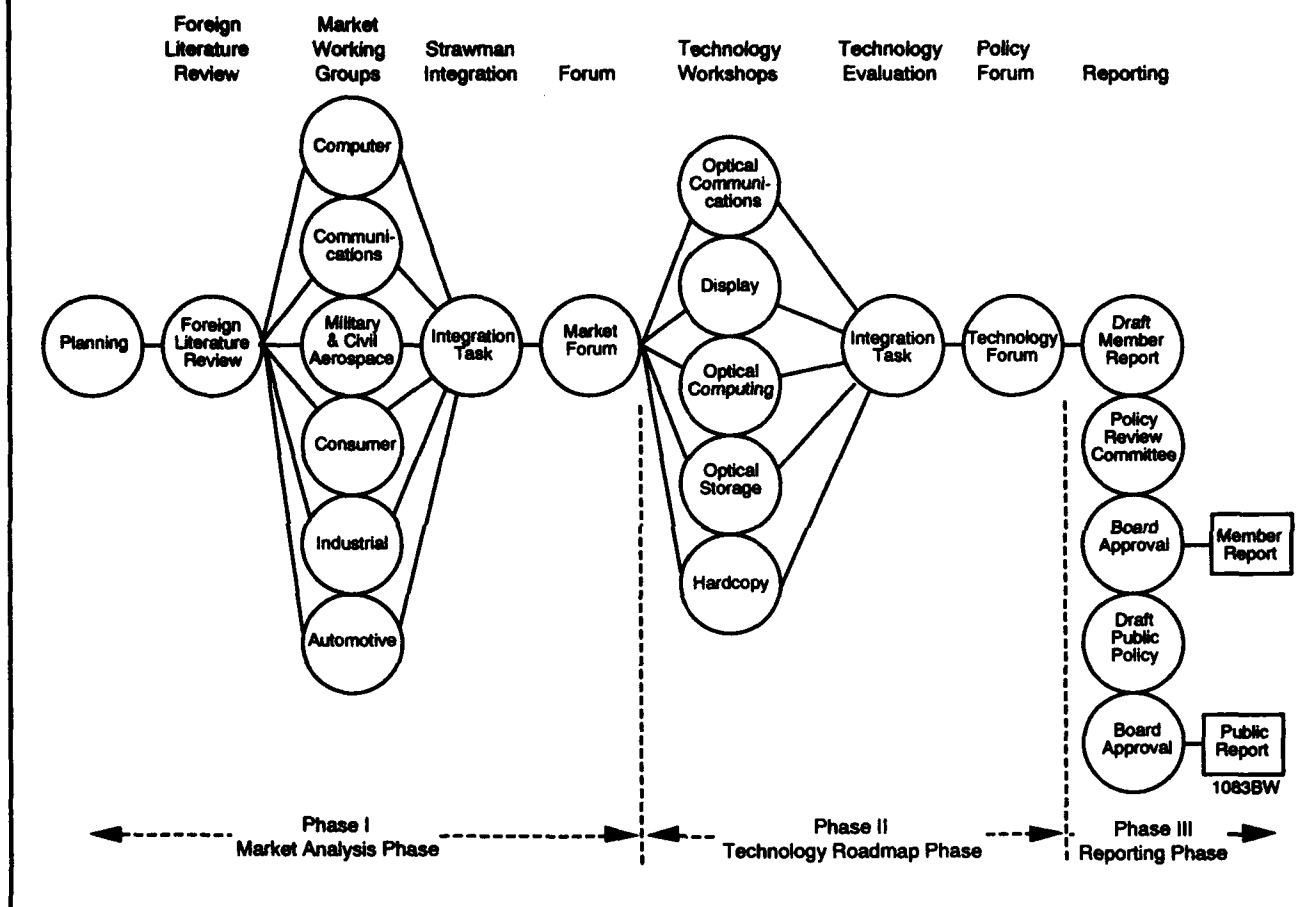 Foreign
Literature
Review
Market
Working
Groups
Strawman
Integration
Forum
Technology
Workshops
Technology
Evaluation
Policy
Forum
Reporting
Planning
Foreign
Literature
Review
Computer
Communi-
cations
Military
& Civil
Aerospace
Consumer
Industrial
Automotive
Integration
Task
Market
Forum
Optical
Communi-
cations
Display
Optical
Computing
Optical
Storage
Hardcopy
Integration
Task
Technology
Forum
Draft
Member
Report
Policy
Review
Committee
Board
Approval
Member
Report
Draft
Public
Policy
Board
Approval
Public
Report
1083BW
Phase I
Market Analysis Phase
Phase II
Technology Roadmap Phase
Phase III
Reporting Phase